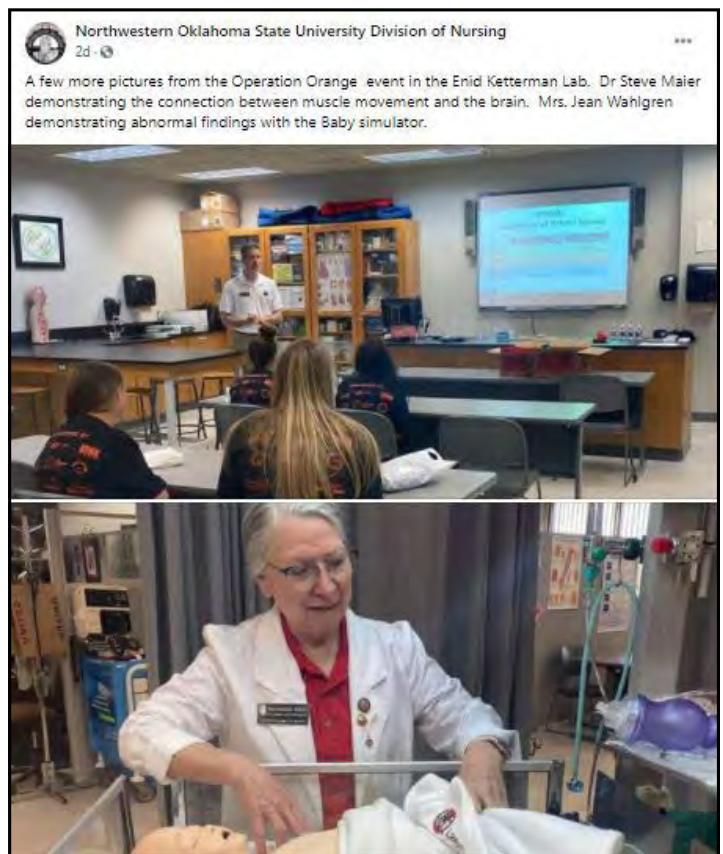 Northwestern Oklahoma State University Division of Nursing
2d ·
A few more pictures from the Operation Orange event in the Enid Ketterman Lab. Dr Steve Maier
demonstrating the connection between muscle movement and the brain. Mrs. Jean Wahlgren
demonstrating abnormal findings with the Baby simulator.